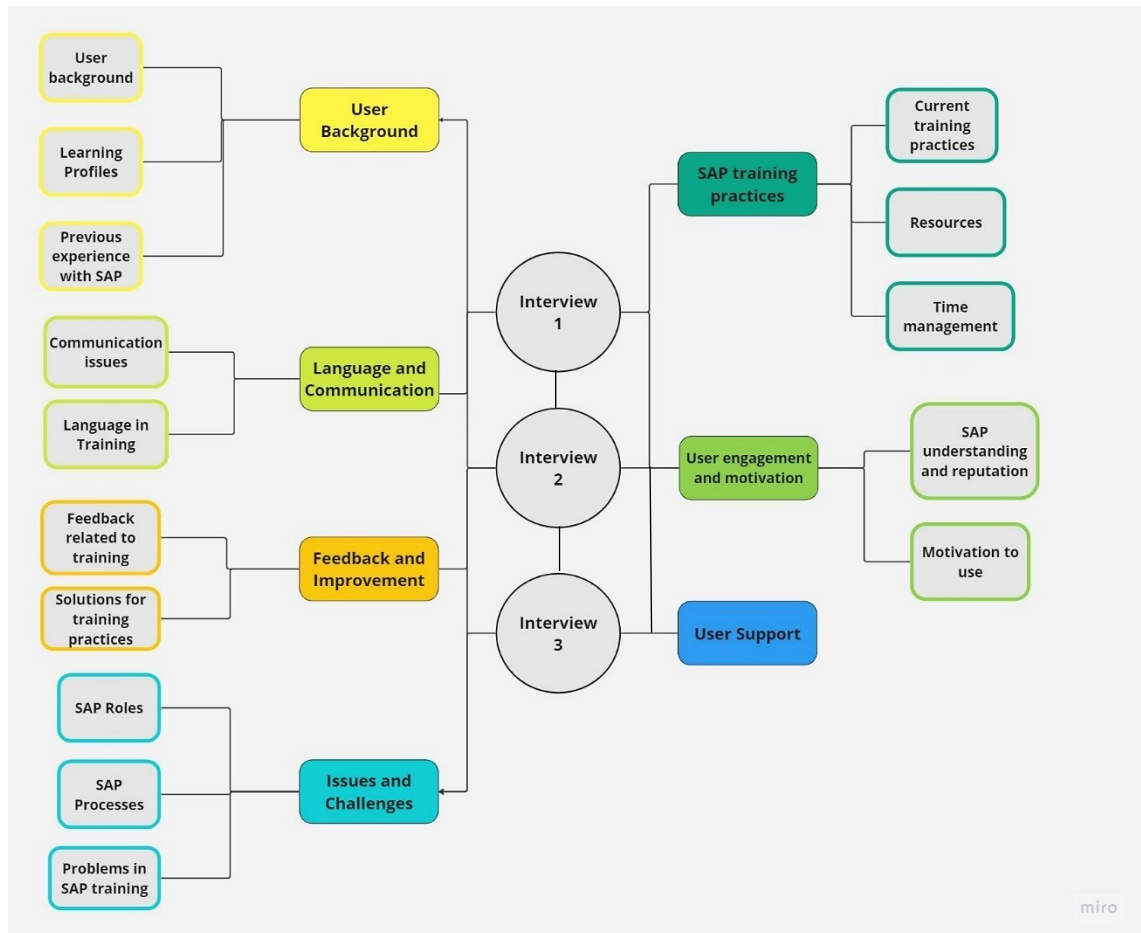 User
background
Learning
Profiles
Previous
experience
with SAP
User
Background
Communication
issues
Language in
Training
Language and
Communication
Feedback
related to
training
Solutions for
training
practices
Feedback and
Improvement
SAP Roles
SAP
Processes
Problems in
SAP training
Issues and
Challenges
Interview
1
Interview
2
Interview
3
SAP training
practices
Current
training
practices
Resources
Time
management
User engagement
and motivation
SAP
understanding
and reputation
Motivation to
use
User Support
miro